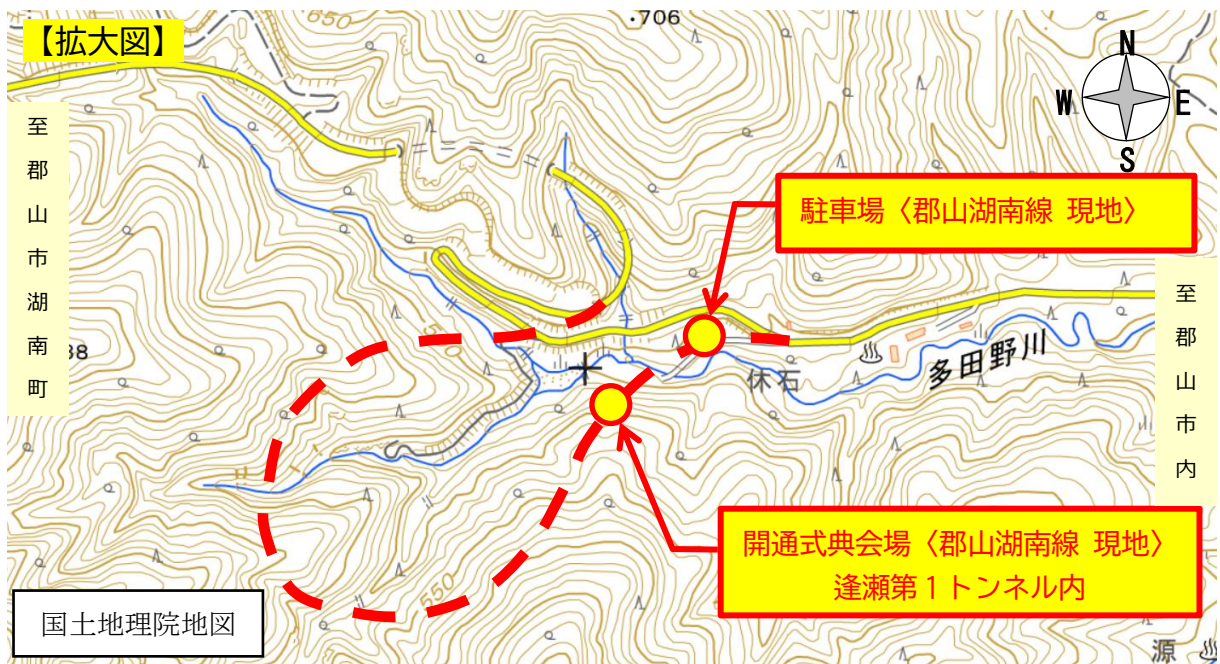 【拡大図】
650
706
N
W
E
S
至郡山市湖南町
駐車場〈郡山湖南線 現地〉
至郡山市内
多田野川
休石
550
開通式典会場〈郡山湖南線 現地〉
逢瀬第1トンネル内
550
国土地理院地図
源